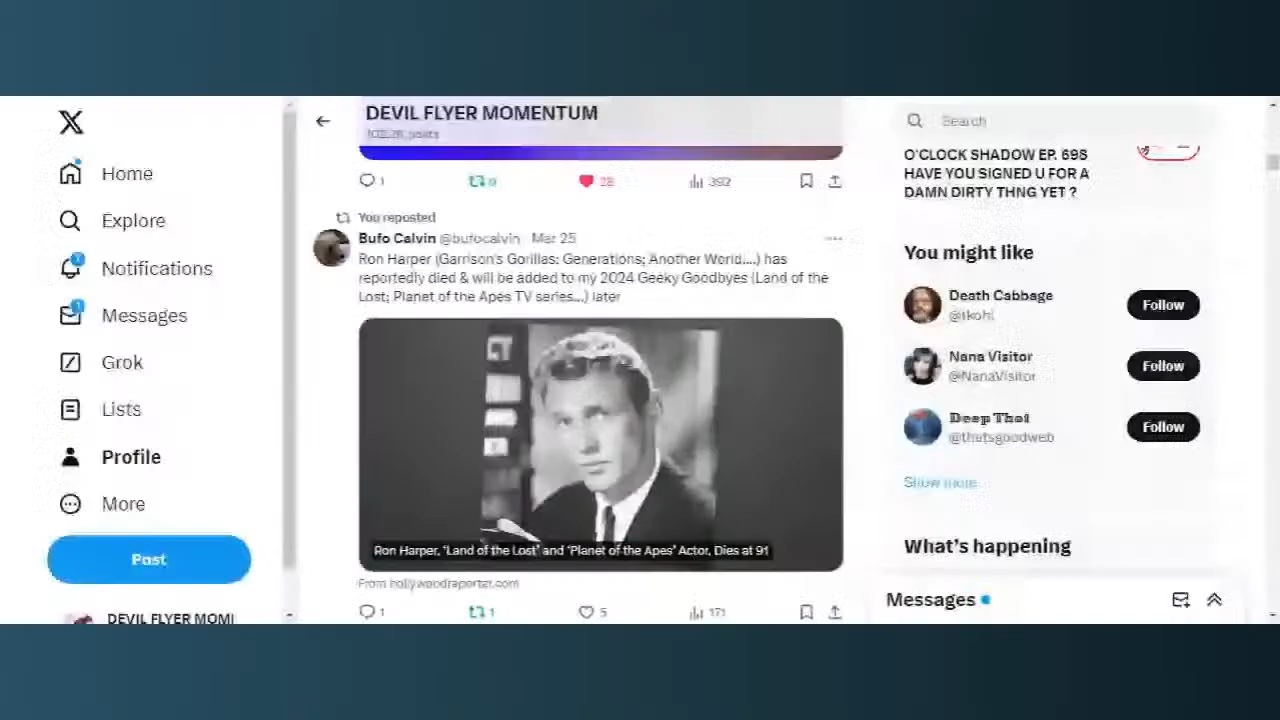 Home
Explore
Notifications
Messages
Grok
Lists
Profile
More
Post
DEVIL FLYER MOMENTUM
posts
1
28
392
You reposted
Bufo Calvin @bufocalvin Mar 25
Ron Harper (Garrison's Gorillas; Generations; Another World....) has
reportedly died & will be added to my 2024 Geeky Goodbyes (Land of the
Lost; Planet of the Apes TV series...) later
Ron Harper, 'Land of the Lost' and 'Planet of the Apes' Actor, Dies at 91
From hollywoodreporter.com
1
1
5
171
Search
O'CLOCK SHADOW EP. 698
HAVE YOU SIGNED U FOR A
DAMN DIRTY THNG YET ?
You might like
Death Cabbage
Follow
Nana Visitor
@NanaVisitor
Follow
Deep Thot
@thatsgoodweb
Follow
Show more
What's happening
Messages